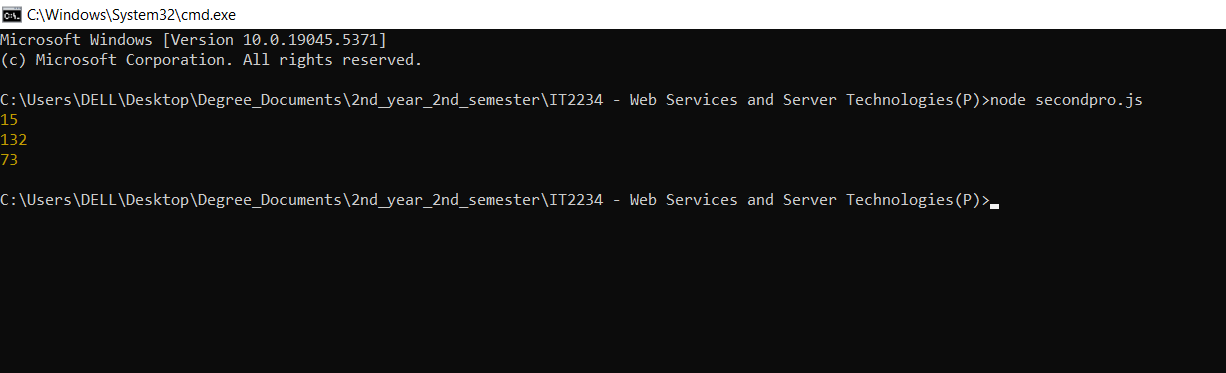 C:\Windows\System32\cmd.exe
Microsoft Windows [Version 10.0.19045.5371]
(c) Microsoft Corporation. All rights reserved.
C:\Users\DELL\Desktop\Degree_Documents\2nd_year_2nd_semester\IT2234 - Web Services and Server Technologies(P)>node secondpro.js
15
132
73
C:\Users\DELL\Desktop\Degree_Documents\2nd_year_2nd_semester\IT2234 - Web Services and Server Technologies(P)>